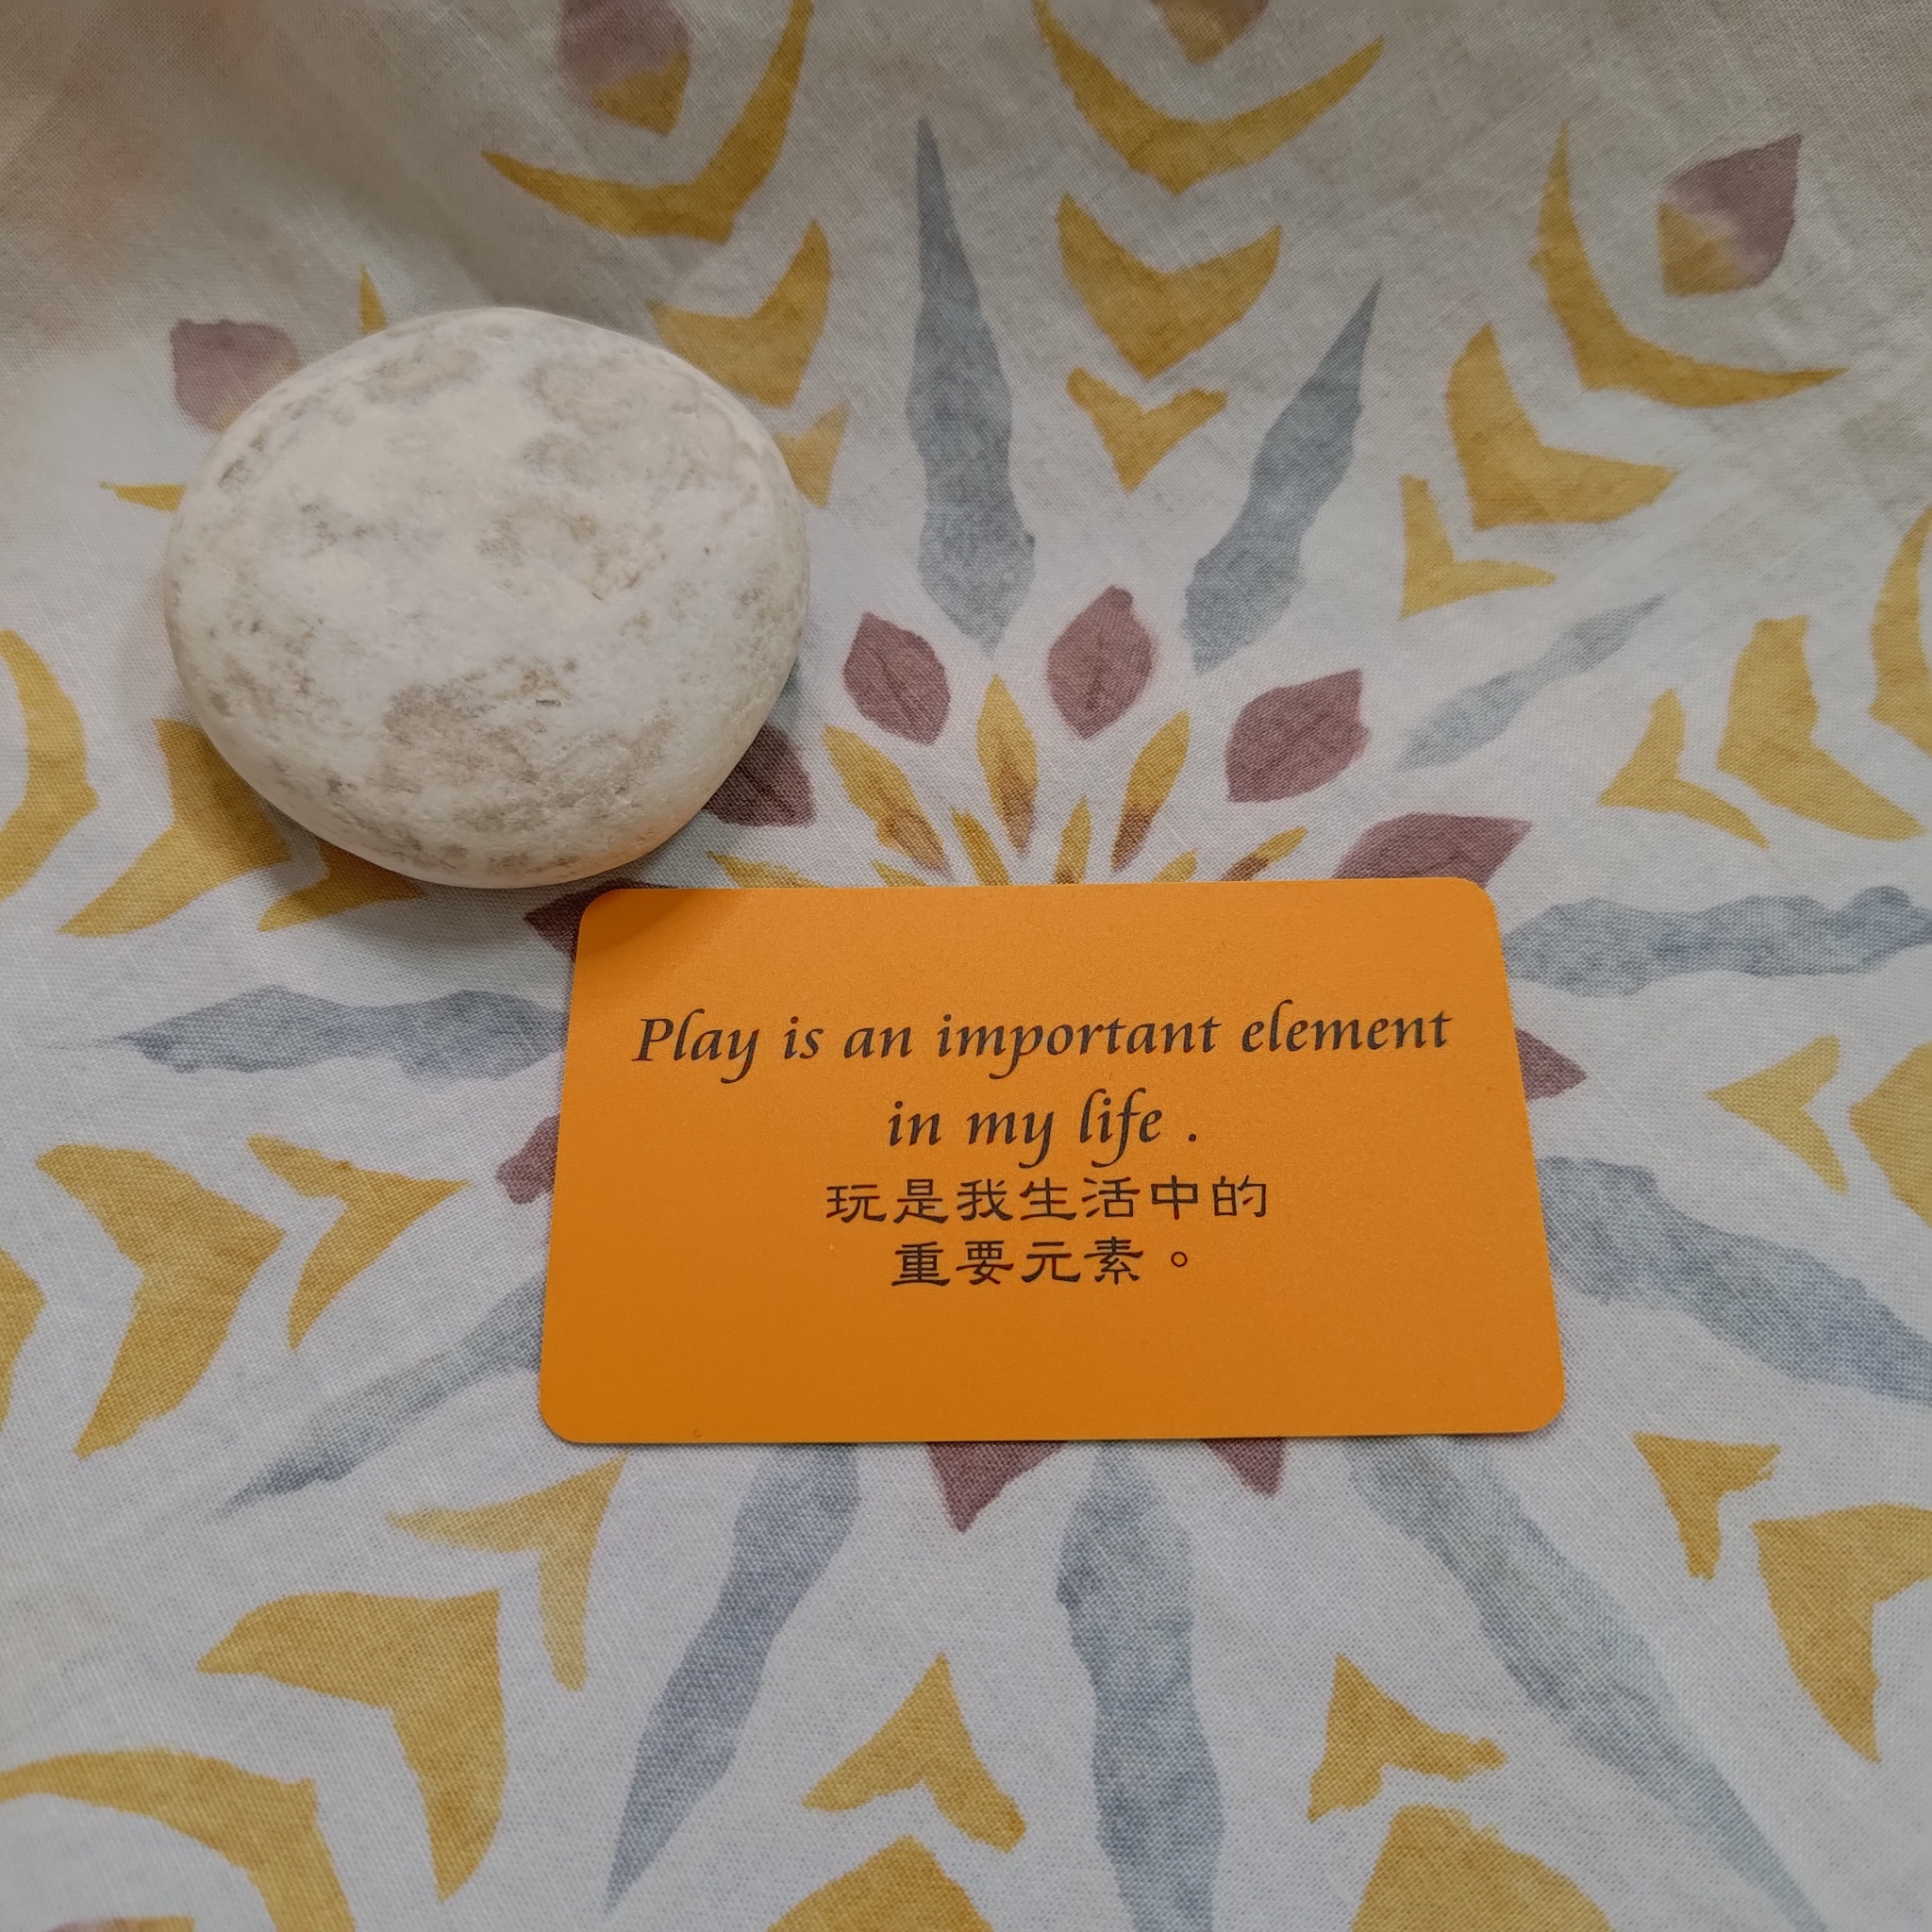 Play is an important element
in my life .
玩是我生活中的
重要元素。